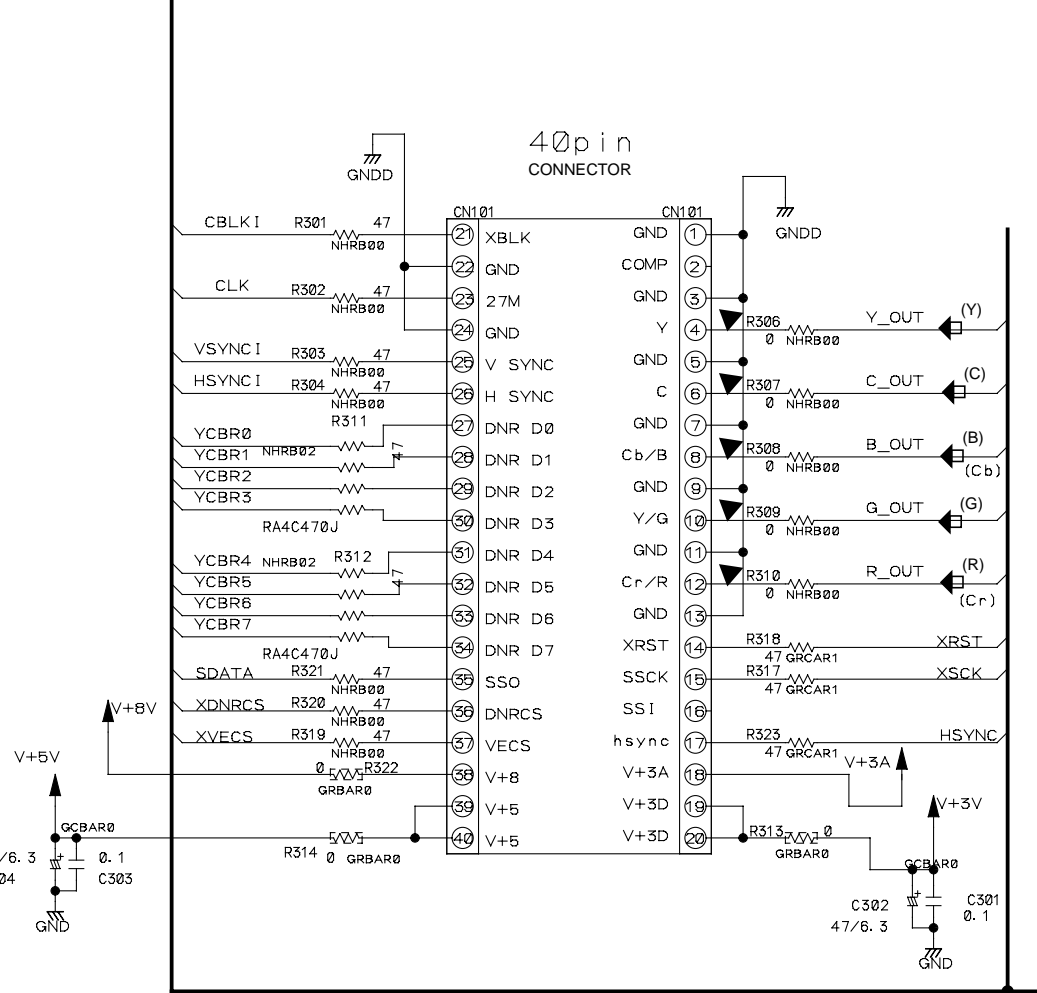 40pin
CONNECTOR
GNDD
GNDD
CN101 CN101
CBLKI R301 47 NHRB00 21 XBLK
22 GND
CLK R302 47 NHRB00 23 27M
24 GND
VSYNCI R303 47 NHRB00 25 V SYNC
HSYNCI R304 47 NHRB00 26 H SYNC
R311
YCBR0 27 DNR D0
YCBR1 NHRB02 47 28 DNR D1
YCBR2 29 DNR D2
YCBR3 30 DNR D3
RA4C470J
YCBR4 NHRB02 R312 31 DNR D4
YCBR5 47 32 DNR D5
YCBR6 33 DNR D6
YCBR7 34 DNR D7
RA4C470J
SDATA R321 47 NHRB00 35 SSO
XDNRCS R320 47 NHRB00 36 DNRCS
XVECS R319 47 NHRB00 37 VECS
V+8V 0 R322 GRBAR0 38 V+8
39 V+5
V+5V R314 0 GRBAR0 40 V+5
GCBAR0
/6.3 0.1
04 C303
GND
GND 1
COMP 2
GND 3
Y 4 R306 0 NHRB00 Y_OUT (Y)
GND 5
C 6 R307 0 NHRB00 C_OUT (C)
GND 7
Cb/B 8 R308 0 NHRB00 B_OUT (B) (Cb)
GND 9
Y/G 10 R309 0 NHRB00 G_OUT (G)
GND 11
Cr/R 12 R310 0 NHRB00 R_OUT (R) (Cr)
GND 13
XRST 14 R318 47 GRCAR1 XRST
SSCK 15 R317 47 GRCAR1 XSCK
SSI 16
hsync 17 R323 47 GRCAR1 HSYNC
V+3A 18 V+3A
V+3D 19
V+3D 20 R313 0 GRBAR0 V+3V
GCBAR0
C302 + C301
47/6.3 0.1
GND